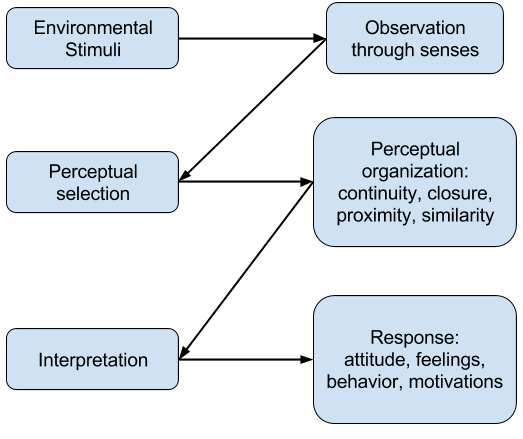 Environmental
Stimuli
Observation
through senses
Perceptual
selection
Perceptual
organization:
continuity, closure,
proximity, similarity
Interpretation
Response:
attitude, feelings,
behavior, motivations